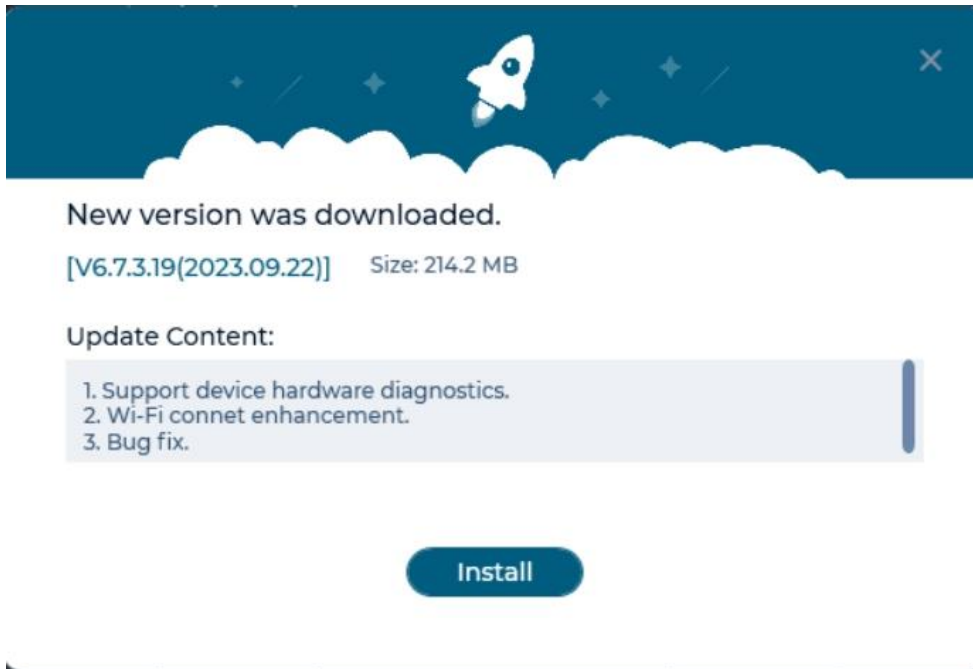 New version was downloaded.
[V6.7.3.19(2023.09.22)] Size: 214.2 MB
Update Content:
1. Support device hardware diagnostics.
2. Wi-Fi connet enhancement.
3. Bug fix.
Install